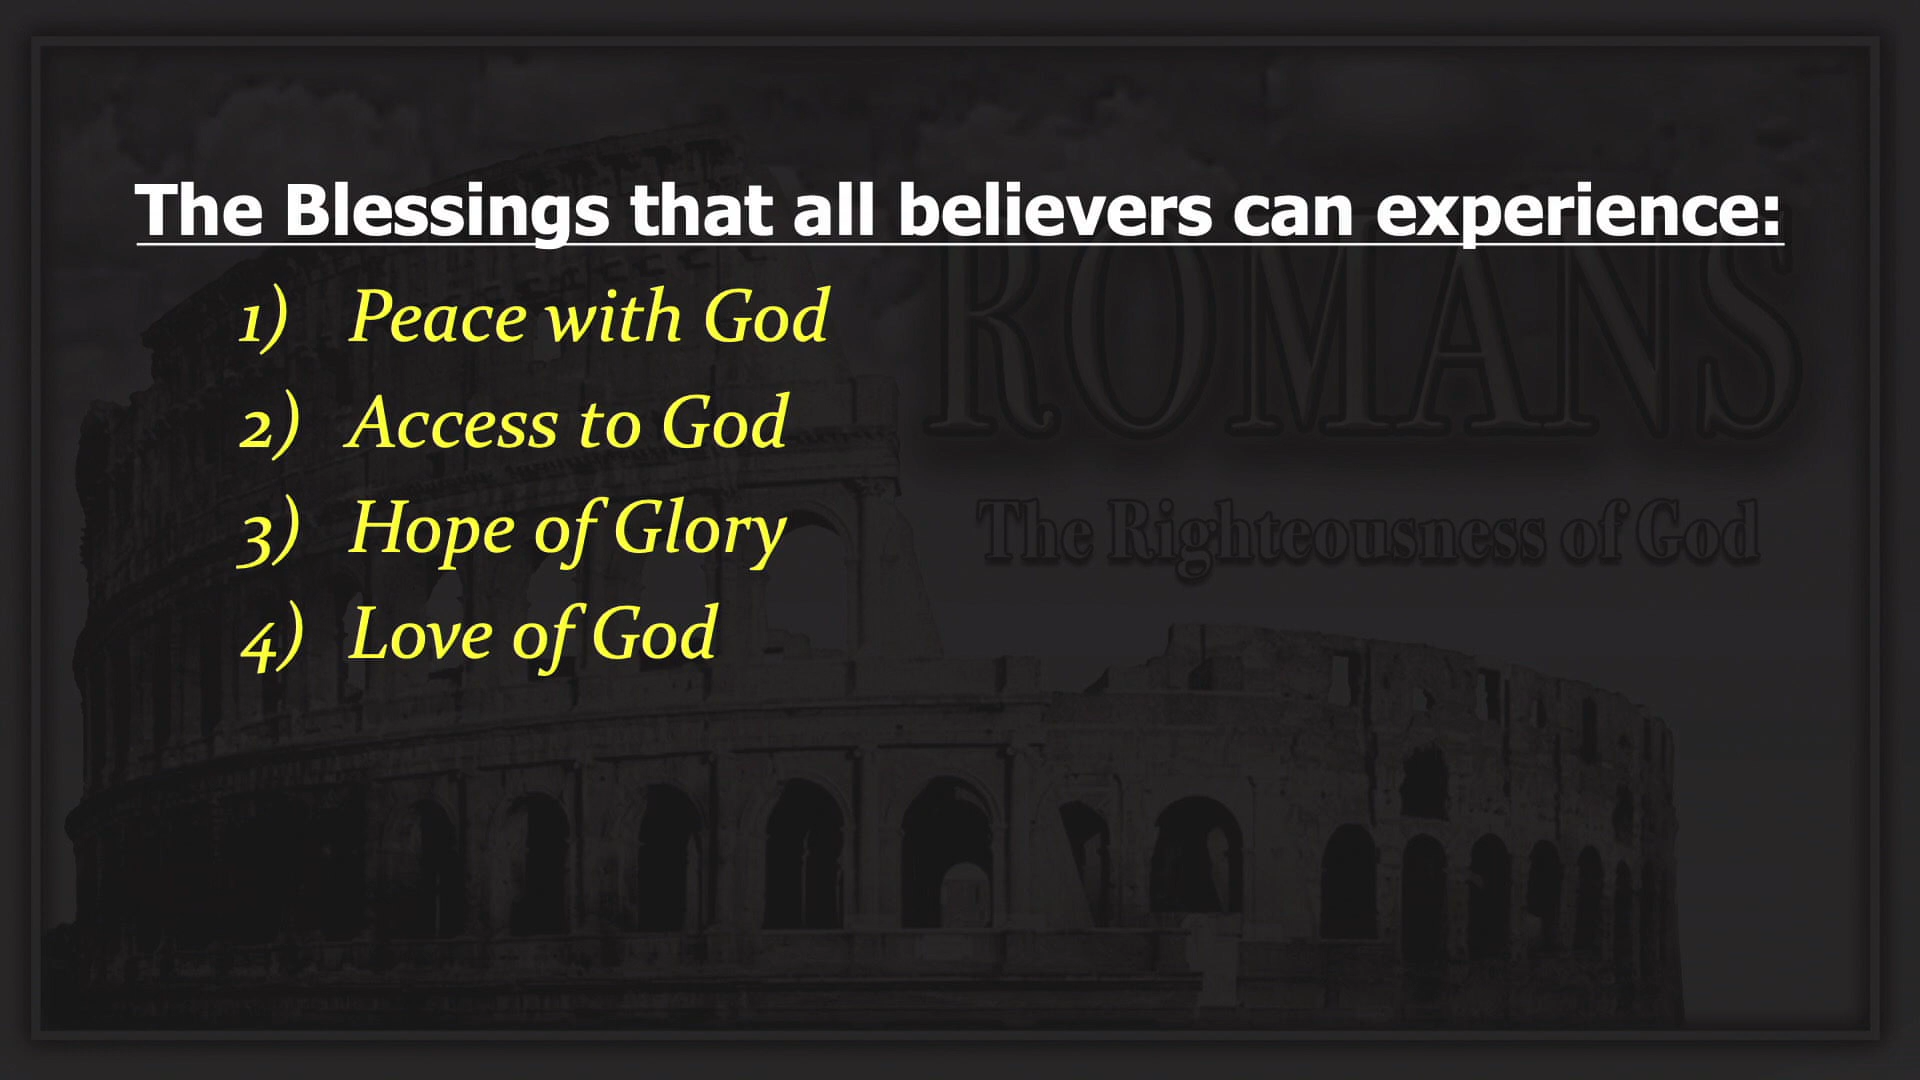 The Blessings that all believers can experience:
1) Peace with God
2) Access to God
3) Hope of Glory
4) Love of God
ROMANS
The Righteousness of God